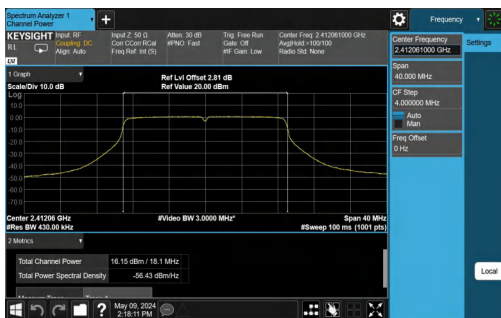 Spectrum Analyzer 1
Channel Power
Frequency
KEYSIGHT
RL
Input: RF
Coupling: DC
Align: Auto
Input Z: 50 Ω
Corr CCorr RCal
Freq Ref: Int (S)
Atten: 30 dB
#PNO: Fast
Trig: Free Run
Gate: Off
#IF Gain: Low
Center Freq: 2.412061000 GHz
Avg|Hold:>100/100
Radio Std: None
Center Frequency
2.412061000 GHz
Settings
Span
40.000 MHz
CF Step
4.000000 MHz
Auto
Man
Freq Offset
0 Hz
Local
1 Graph
Scale/Div 10.0 dB
Ref Lvl Offset 2.81 dB
Ref Value 20.00 dBm
Log
10.0
0.00
-10.0
-20.0
-30.0
-40.0
-50.0
-60.0
-70.0
Center 2.41206 GHz
#Res BW 430.00 kHz
#Video BW 3.0000 MHz*
Span 40 MHz
#Sweep 100 ms (1001 pts)
2 Metrics
Total Channel Power 16.15 dBm / 18.1 MHz
Total Power Spectral Density -56.43 dBm/Hz
May 09, 2024
2:18:11 PM